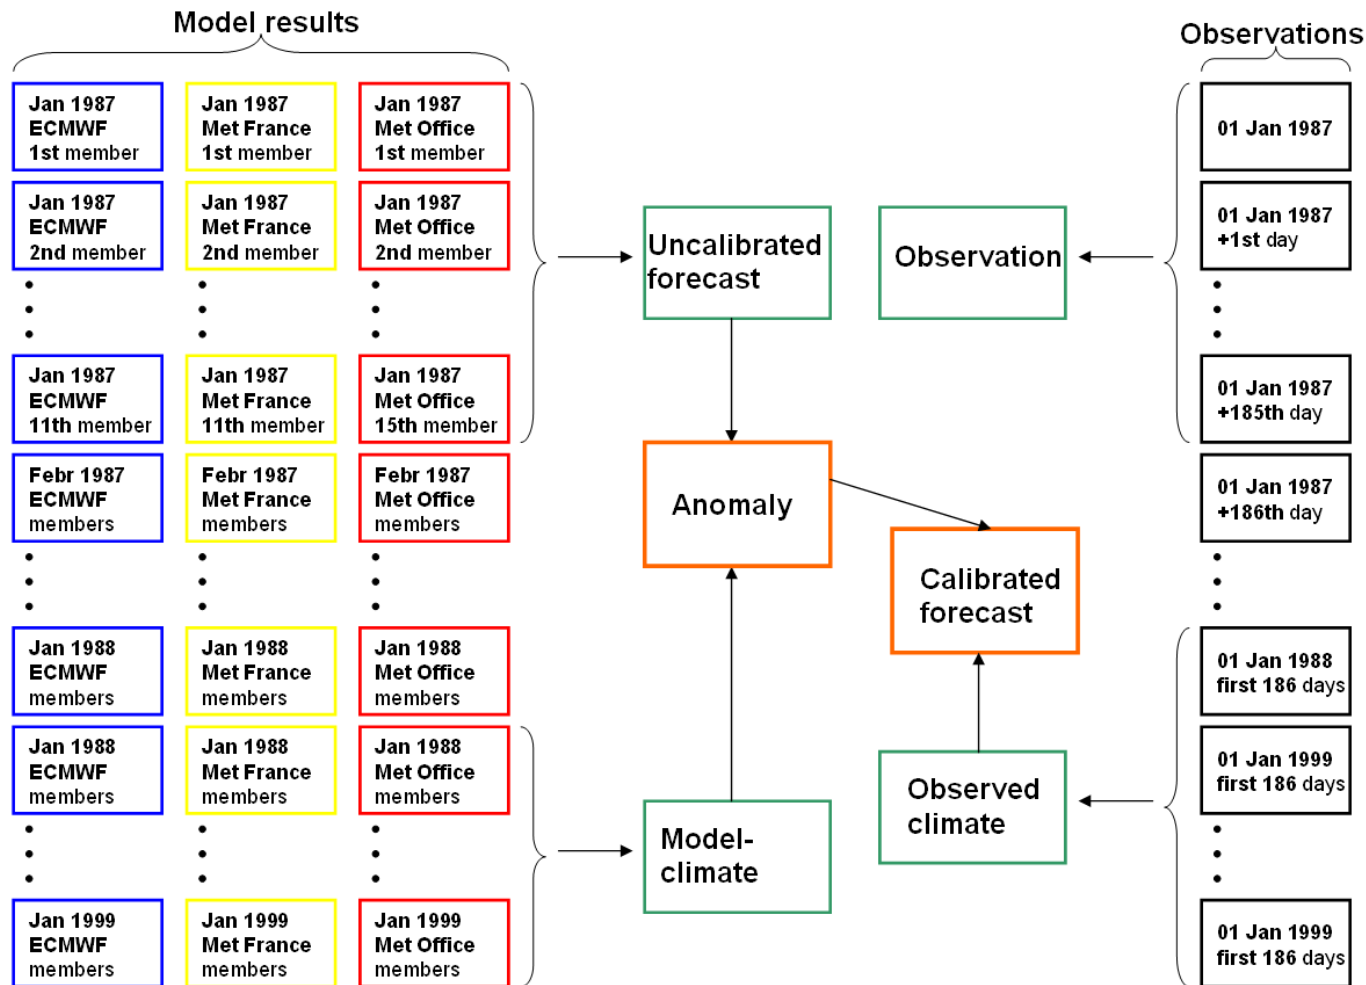 Model results
Observations
Jan 1987
ECMWF
1st member
Jan 1987
Met France
1st member
Jan 1987
Met Office
1st member
01 Jan 1987
Jan 1987
ECMWF
2nd member
Jan 1987
Met France
2nd member
Jan 1987
Met Office
2nd member
Uncalibrated
forecast
Observation
01 Jan 1987
+1st day
Jan 1987
ECMWF
11th member
Jan 1987
Met France
11th member
Jan 1987
Met Office
15th member
01 Jan 1987
+185th day
Febr 1987
ECMWF
members
Febr 1987
Met France
members
Febr 1987
Met Office
members
Anomaly
01 Jan 1987
+186th day
Calibrated
forecast
Jan 1988
ECMWF
members
Jan 1988
Met France
members
Jan 1988
Met Office
members
01 Jan 1988
first 186 days
Jan 1988
ECMWF
members
Jan 1988
Met France
members
Jan 1988
Met Office
members
Model-
climate
Observed
climate
01 Jan 1999
first 186 days
Jan 1999
ECMWF
members
Jan 1999
Met France
members
Jan 1999
Met Office
members
01 Jan 1999
first 186 days